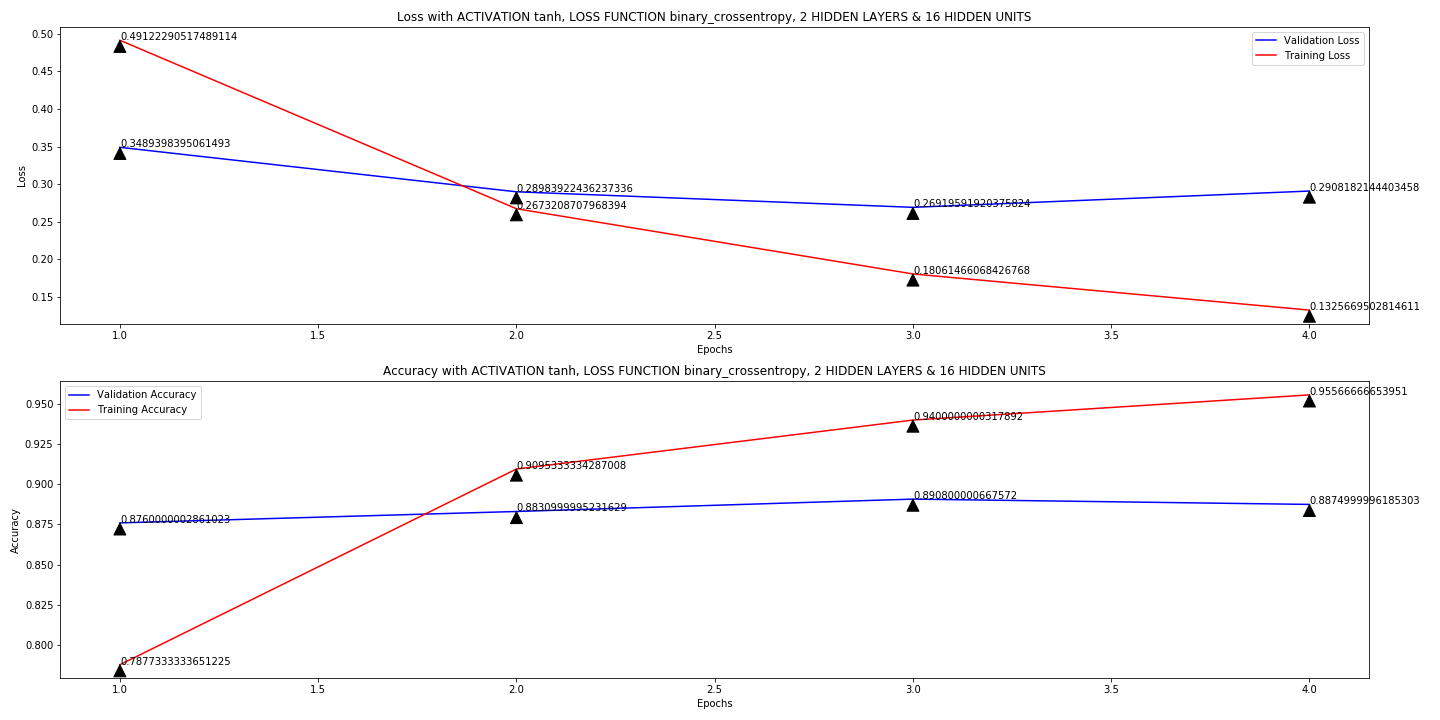 Loss with ACTIVATION tanh, LOSS FUNCTION binary_crossentropy, 2 HIDDEN LAYERS & 16 HIDDEN UNITS
0.50
0.45
0.40
0.35
0.30
0.25
0.20
0.15
Loss
0.49122290517489114
0.3489398395061493
0.28983922436237336
0.2673208707968394
0.26919591920375824
0.18061466068426768
0.2908182144403458
0.1325669502814611
Validation Loss
Training Loss
1.0 1.5 2.0 2.5 3.0 3.5 4.0
Epochs
Accuracy with ACTIVATION tanh, LOSS FUNCTION binary_crossentropy, 2 HIDDEN LAYERS & 16 HIDDEN UNITS
Validation Accuracy
Training Accuracy
0.950
0.925
0.900
0.875
0.850
0.825
0.800
Accuracy
0.8760000002861023
0.7877333333651225
0.9095333334287008
0.8830999995231629
0.9400000000317892
0.890800000667572
0.95566666653951
0.8874999996185303
1.0 1.5 2.0 2.5 3.0 3.5 4.0
Epochs